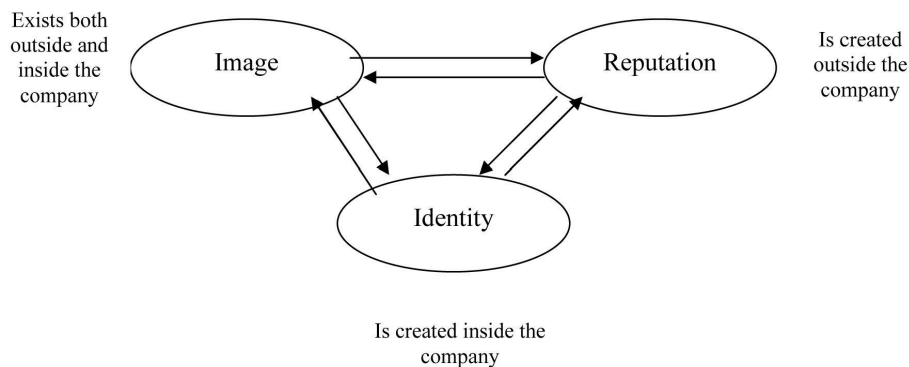 Exists both
outside and
inside the
company
Image
Reputation
Is created
outside the
company
Identity
Is created inside the
company